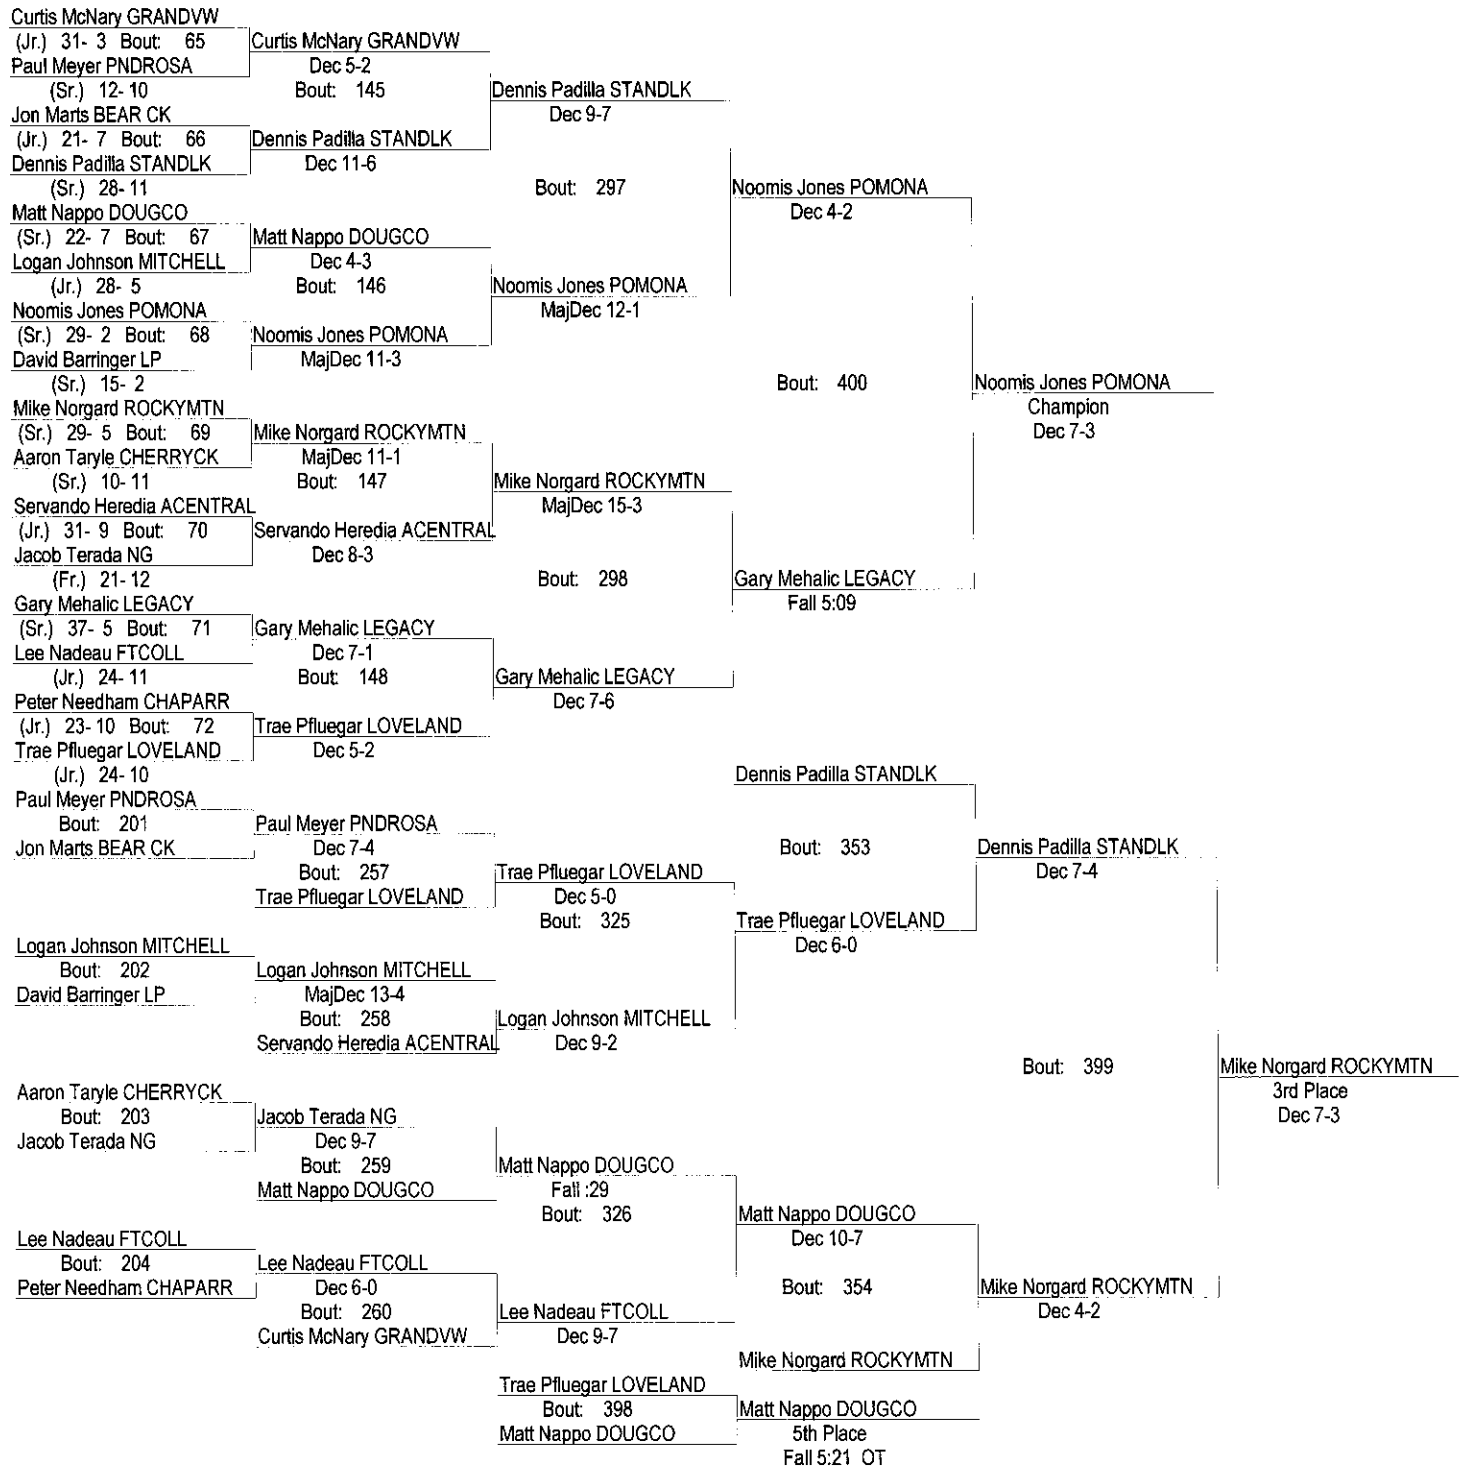 Curtis McNary GRANDVW
(Jr.) 31- 3 Bout: 65
Paul Meyer PNDROSA
(Sr.) 12- 10
Jon Marts BEAR CK
(Jr.) 21- 7 Bout: 66
Dennis Padilla STANDLK
(Sr.) 28- 11
Matt Nappo DOUGCO
(Sr.) 22- 7 Bout: 67
Logan Johnson MITCHELL
(Jr.) 28- 5
Noomis Jones POMONA
(Sr.) 29- 2 Bout: 68
David Barringer LP
(Sr.) 15- 2
Mike Norgard ROCKYMTN
(Sr.) 29- 5 Bout: 69
Aaron Taryle CHERRYCK
(Sr.) 10- 11
Servando Heredia ACENTRAL
(Jr.) 31- 9 Bout: 70
Jacob Terada NG
(Fr.) 21- 12
Gary Mehalic LEGACY
(Sr.) 37- 5 Bout: 71
Lee Nadeau FTCOLL
(Jr.) 24- 11
Peter Needham CHAPARR
(Jr.) 23- 10 Bout: 72
Trae Pfluegar LOVELAND
(Jr.) 24- 10
Curtis McNary GRANDVW
Dec 5-2
Bout: 145
Dennis Padilla STANDLK
Dec 11-6
Matt Nappo DOUGCO
Dec 4-3
Bout: 146
Noomis Jones POMONA
MajDec 11-3
Mike Norgard ROCKYMTN
MajDec 11-1
Bout: 147
Servando Heredia ACENTRAL
Dec 8-3
Gary Mehalic LEGACY
Dec 7-1
Bout: 148
Trae Pfluegar LOVELAND
Dec 5-2
Dennis Padilla STANDLK
Dec 9-7
Bout: 297
Noomis Jones POMONA
MajDec 12-1
Mike Norgard ROCKYMTN
MajDec 15-3
Bout: 298
Gary Mehalic LEGACY
Dec 7-6
Noomis Jones POMONA
Dec 4-2
Bout: 400
Gary Mehalic LEGACY
Fall 5:09
Noomis Jones POMONA
Champion
Dec 7-3
Paul Meyer PNDROSA
Bout: 201
Jon Marts BEAR CK
Logan Johnson MITCHELL
Bout: 202
David Barringer LP
Aaron Taryle CHERRYCK
Bout: 203
Jacob Terada NG
Lee Nadeau FTCOLL
Bout: 204
Peter Needham CHAPARR
Paul Meyer PNDROSA
Dec 7-4
Bout: 257
Trae Pfluegar LOVELAND
Logan Johnson MITCHELL
MajDec 13-4
Bout: 258
Servando Heredia ACENTRAL
Jacob Terada NG
Dec 9-7
Bout: 259
Matt Nappo DOUGCO
Lee Nadeau FTCOLL
Dec 6-0
Bout: 260
Curtis McNary GRANDVW
Trae Pfluegar LOVELAND
Dec 5-0
Bout: 325
Logan Johnson MITCHELL
Dec 9-2
Matt Nappo DOUGCO
Fall :29
Bout: 326
Lee Nadeau FTCOLL
Dec 9-7
Dennis Padilla STANDLK
Bout: 353
Trae Pfluegar LOVELAND
Dec 6-0
Matt Nappo DOUGCO
Dec 10-7
Bout: 354
Mike Norgard ROCKYMTN
Dennis Padilla STANDLK
Dec 7-4
Bout: 399
Mike Norgard ROCKYMTN
Dec 4-2
Mike Norgard ROCKYMTN
3rd Place
Dec 7-3
Trae Pfluegar LOVELAND
Bout: 398
Matt Nappo DOUGCO
Matt Nappo DOUGCO
5th Place
Fall 5:21 OT